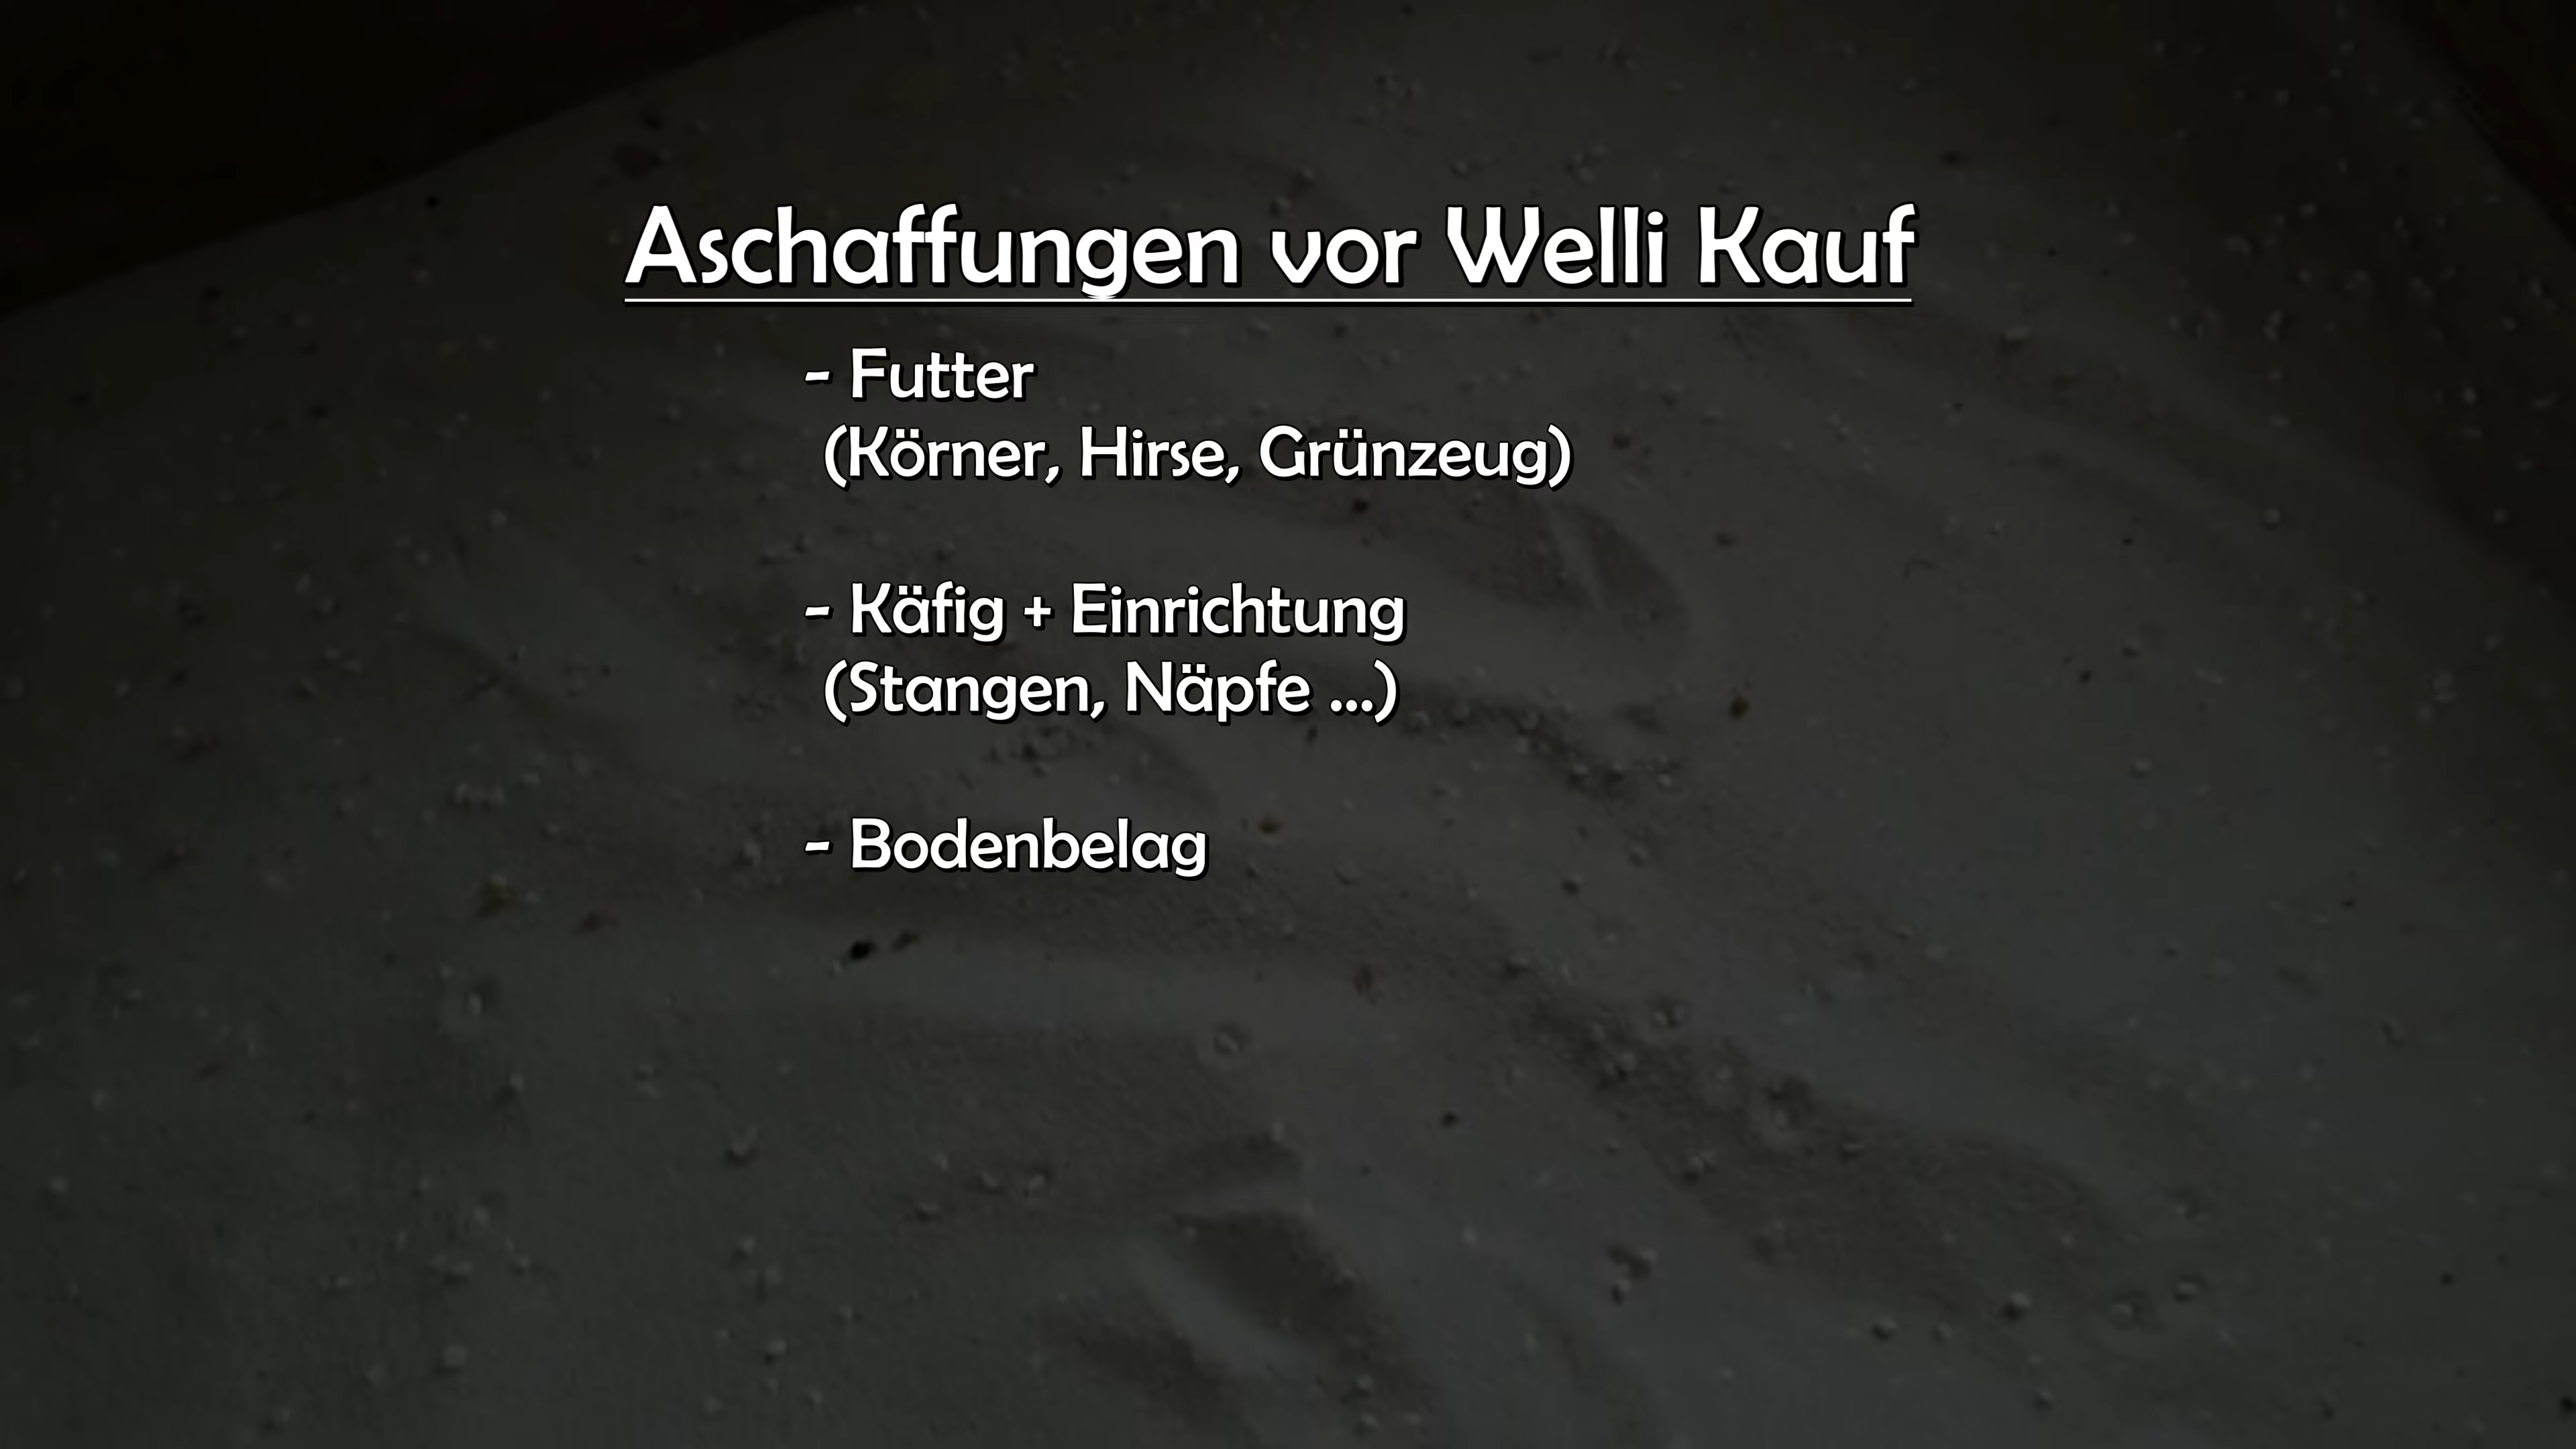 Aschaffungen vor Welli Kauf
- Futter
(Körner, Hirse, Grünzeug)
- Käfig + Einrichtung
(Stangen, Näpfe ...)
- Bodenbelag